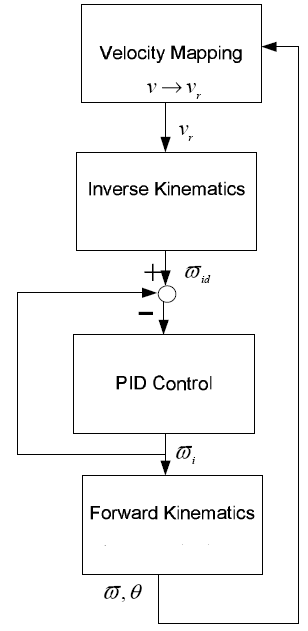 Velocity Mapping
v → v_r
v_r
Inverse Kinematics
+ ϖ_id
−
PID Control
ϖ_i
Forward Kinematics
ϖ, θ